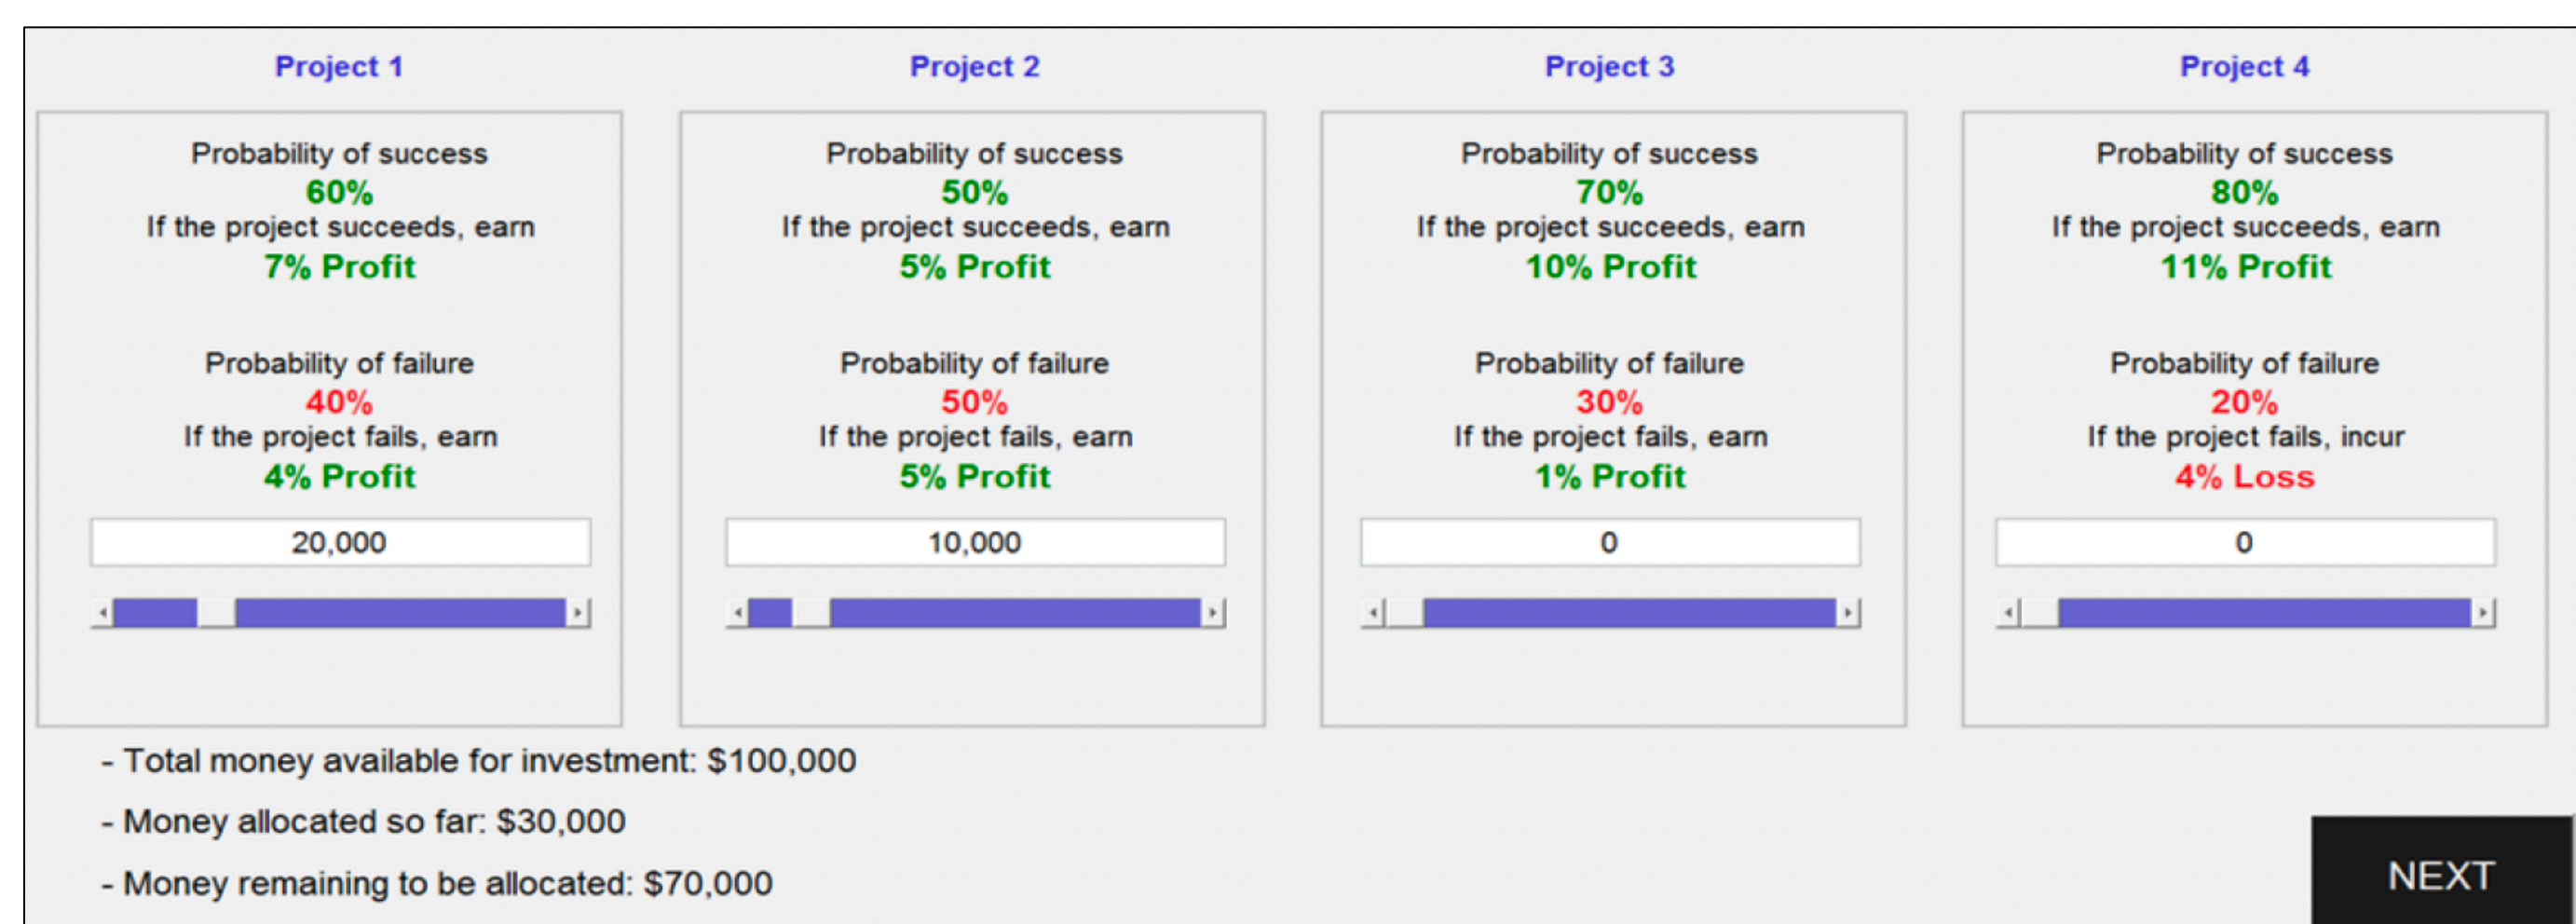 Project 1
Probability of success
60%
If the project succeeds, earn
7% Profit
Probability of failure
40%
If the project fails, earn
4% Profit
20,000
Project 2
Probability of success
50%
If the project succeeds, earn
5% Profit
Probability of failure
50%
If the project fails, earn
5% Profit
10,000
Project 3
Probability of success
70%
If the project succeeds, earn
10% Profit
Probability of failure
30%
If the project fails, earn
1% Profit
0
Project 4
Probability of success
80%
If the project succeeds, earn
11% Profit
Probability of failure
20%
If the project fails, incur
4% Loss
0
- Total money available for investment: $100,000
- Money allocated so far: $30,000
- Money remaining to be allocated: $70,000
NEXT